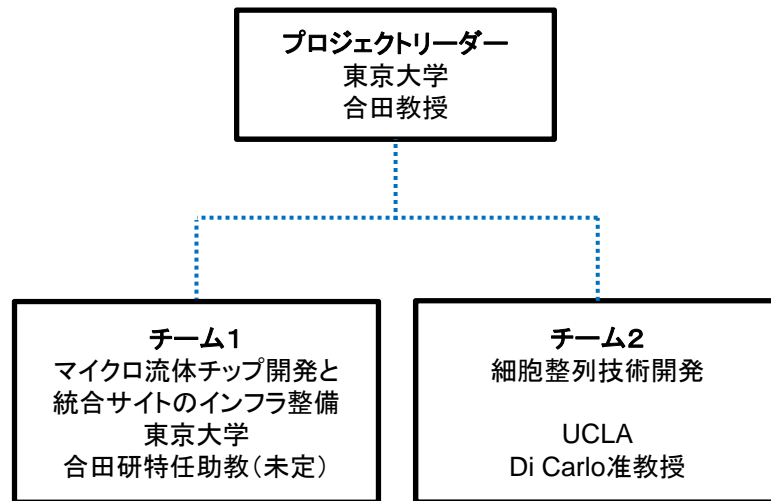 プロジェクトリーダー
東京大学
合田教授
チーム1
マイクロ流体チップ開発と
統合サイトのインフラ整備
東京大学
合田研特任助教(未定)
チーム2
細胞整列技術開発
UCLA
Di Carlo准教授